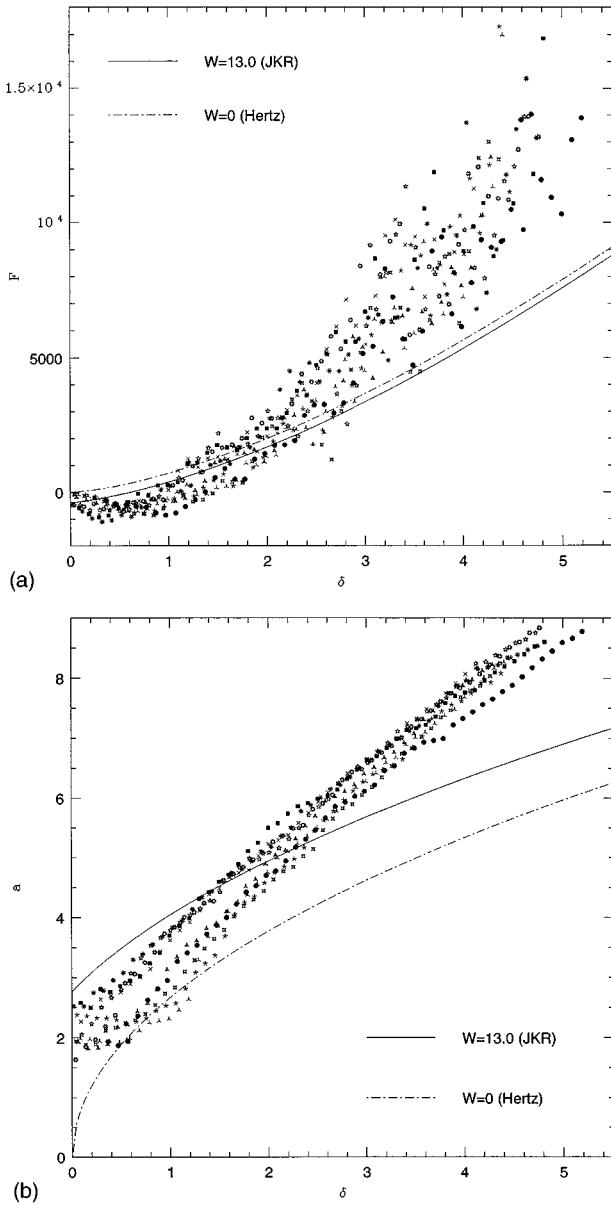 1.5×10⁴
W=13.0 (JKR)
W=0 (Hertz)
10⁴
F
5000
0
0 1 2 3 4 5
(a)
δ
8
6
a
4
W=13.0 (JKR)
2
W=0 (Hertz)
0
0 1 2 3 4 5
(b)
δ